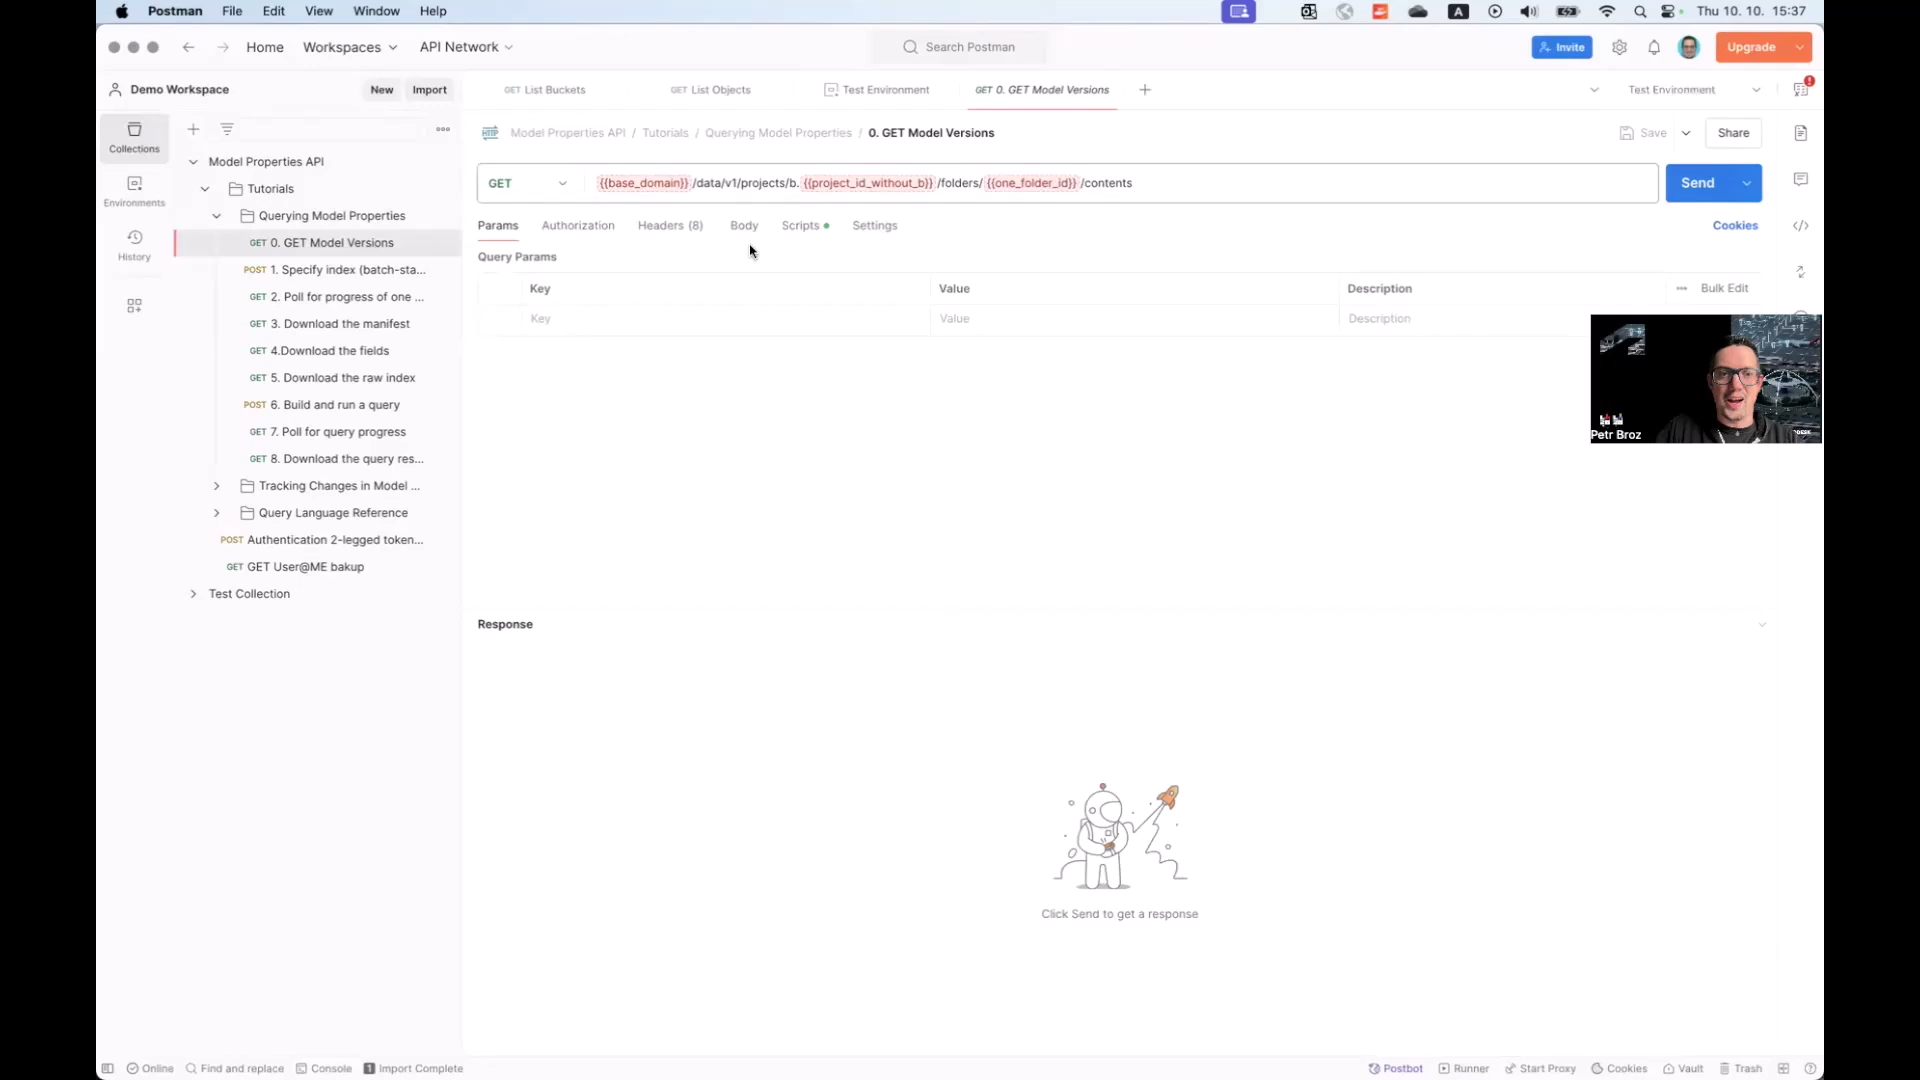 Postman File Edit View Window Help
A Thu 10. 10. 15:37
Home Workspaces API Network
Search Postman
Invite Upgrade
Demo Workspace New Import
GET List Buckets GET List Objects Test Environment GET 0. GET Model Versions Test Environment
Collections
Environments
History
Model Properties API
Tutorials
Querying Model Properties
GET 0. GET Model Versions
POST 1. Specify index (batch-sta...
GET 2. Poll for progress of one ...
GET 3. Download the manifest
GET 4.Download the fields
GET 5. Download the raw index
POST 6. Build and run a query
GET 7. Poll for query progress
GET 8. Download the query res...
Tracking Changes in Model ...
Query Language Reference
POST Authentication 2-legged token...
GET GET User@ME bakup
Test Collection
HTTP Model Properties API / Tutorials / Querying Model Properties / 0. GET Model Versions Save Share
GET {{base_domain}}/data/v1/projects/b.{{project_id_without_b}}/folders/{{one_folder_id}}/contents Send
Params Authorization Headers (8) Body Scripts Settings Cookies
Query Params
Key Value Description Bulk Edit
Key Value Description
Petr Broz
Response
Click Send to get a response
Online Find and replace Console 1 Import Complete
Postbot Runner Start Proxy Cookies Vault Trash